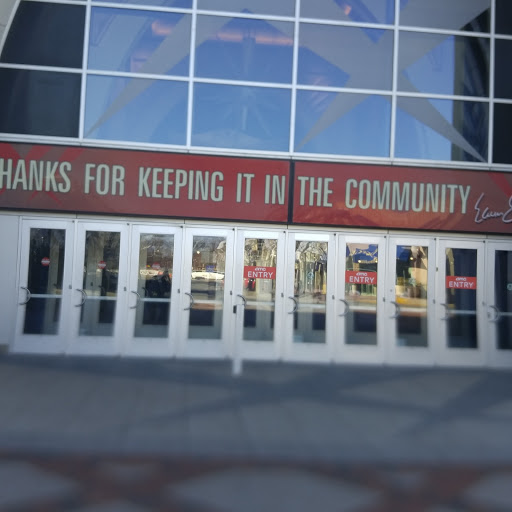 HANKS FOR KEEPING IT IN THE COMMUNITY
ENTRY
ENTRY
ENTRY